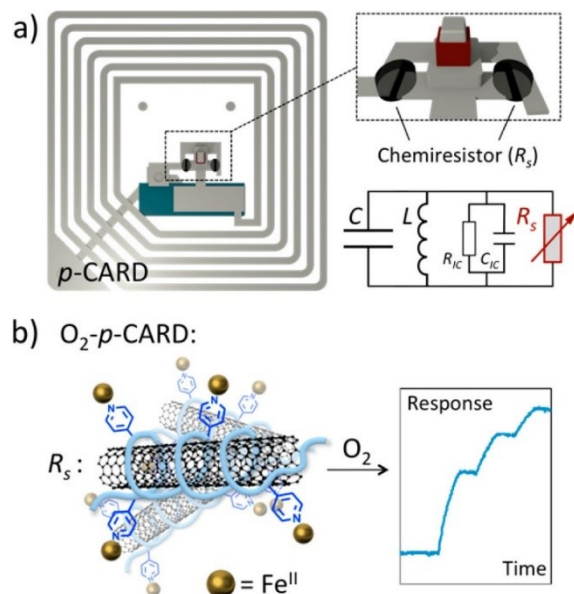 a)
p-CARD
Chemiresistor (Rs)
C
L
RIC
CIC
Rs
b) O2-p-CARD:
Rs :
N
N
N
N
N
N
N
N
O2
Response
Time
= FeII